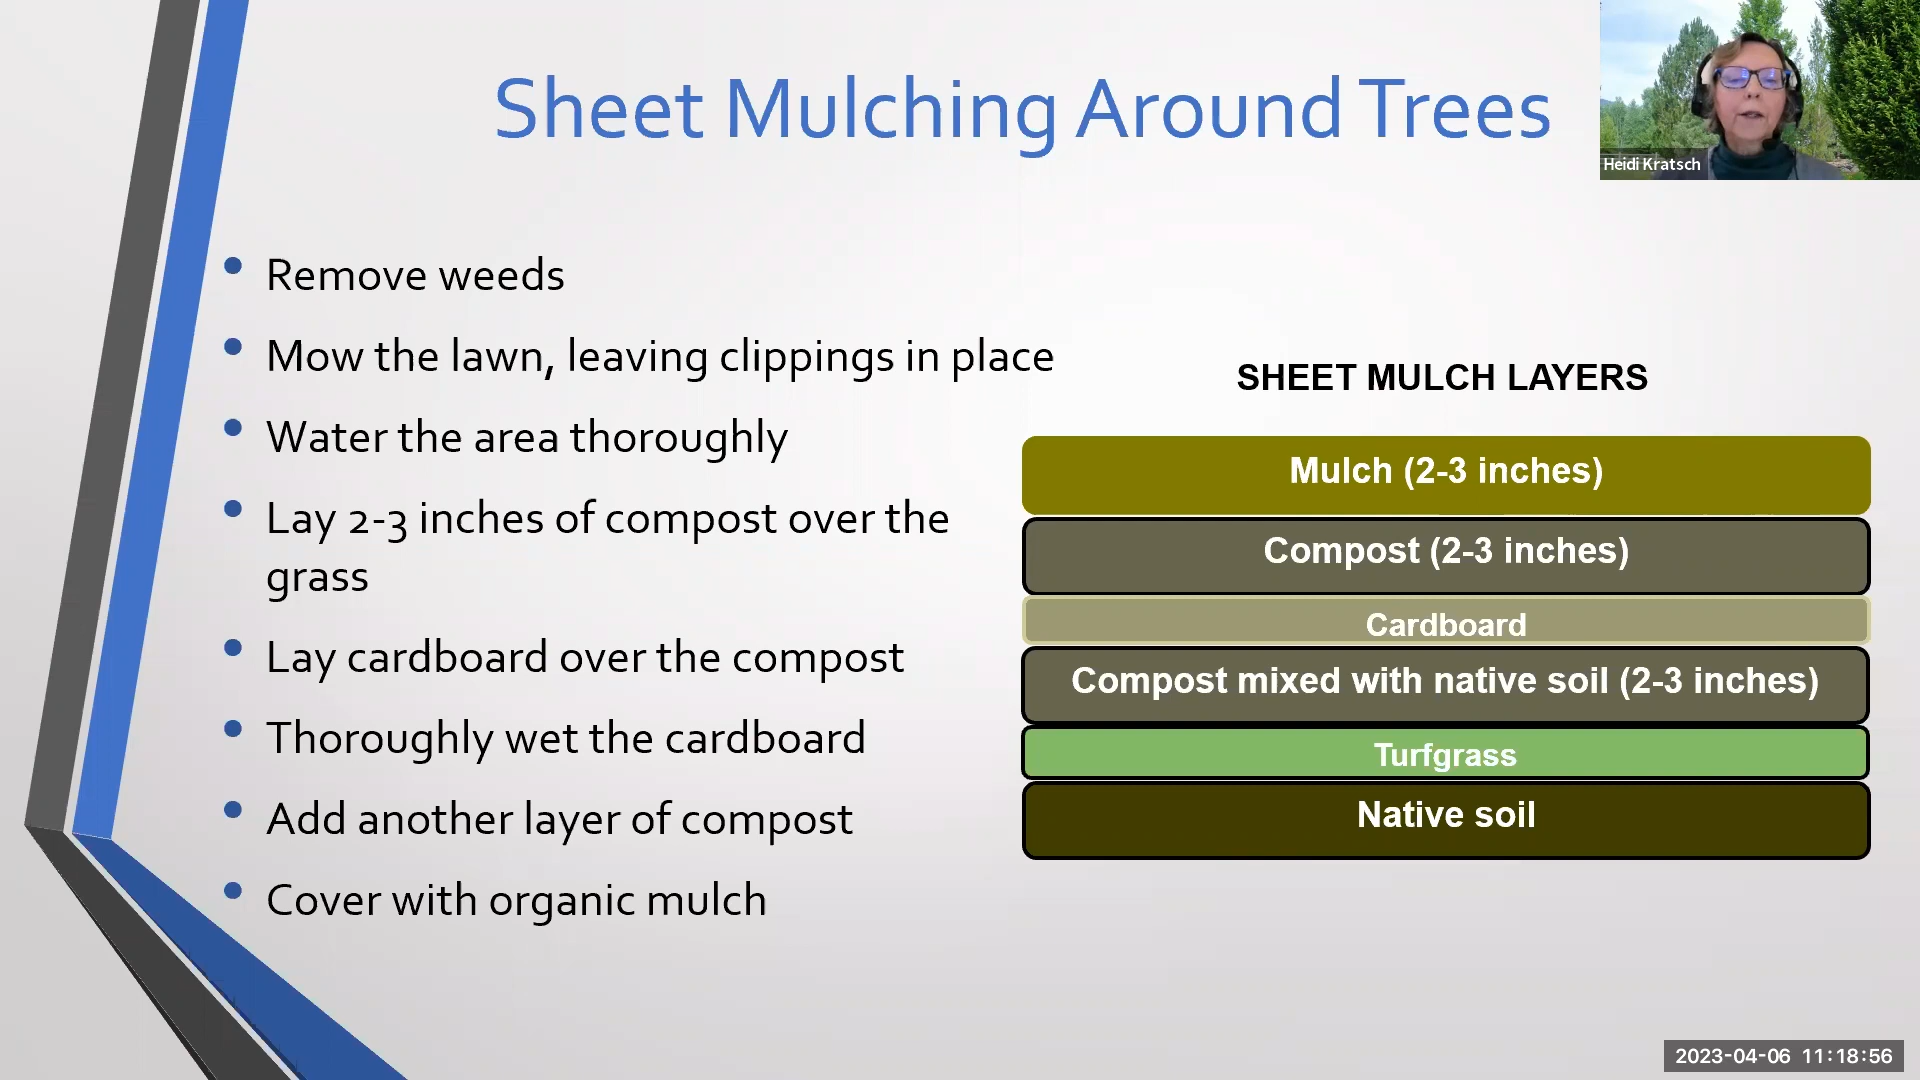 Sheet Mulching Around Trees
Heidi Kratsch
• Remove weeds
• Mow the lawn, leaving clippings in place
• Water the area thoroughly
• Lay 2-3 inches of compost over the
grass
• Lay cardboard over the compost
• Thoroughly wet the cardboard
• Add another layer of compost
• Cover with organic mulch
SHEET MULCH LAYERS
Mulch (2-3 inches)
Compost (2-3 inches)
Cardboard
Compost mixed with native soil (2-3 inches)
Turfgrass
Native soil
2023-04-06 11:18:56